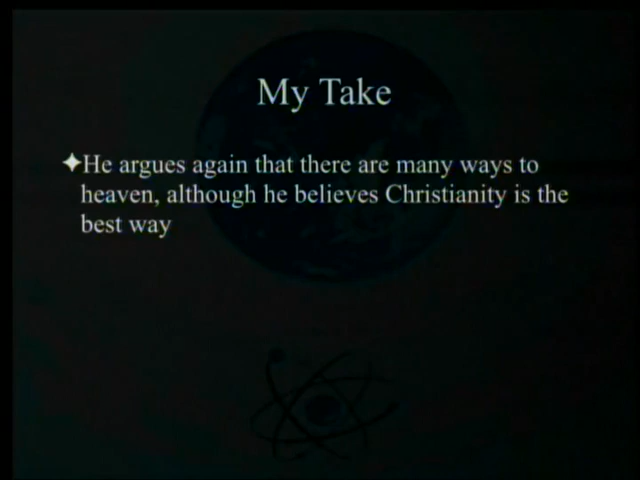 My Take
He argues again that there are many ways to
heaven, although he believes Christianity is the
best way